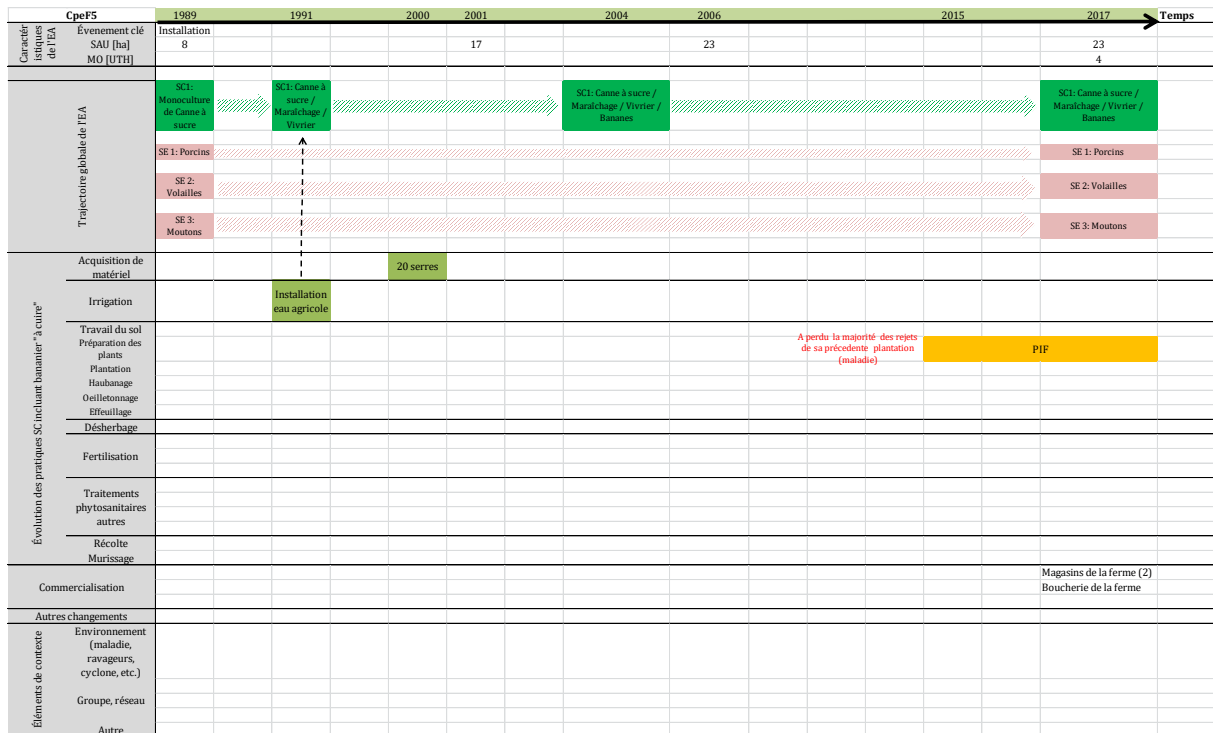 CpeF5 1989 1991 2000 2001 2004 2006 2015 2017 Temps
Caractér
istiques
de l'EA
Évenement clé Installation
SAU [ha] 8 17 23 23
MO [UTH] 4
Trajectoire globale de l'EA
SC1:
Monoculture
de Canne à
sucre
SC1: Canne à
sucre /
Maraîchage /
Vivrier
SC1: Canne à sucre /
Maraîchage / Vivrier /
Bananes
SC1: Canne à sucre /
Maraîchage / Vivrier /
Bananes
SE 1: Porcins
SE 1: Porcins
SE 2:
Volailles
SE 2: Volailles
SE 3:
Moutons
SE 3: Moutons
Évolution des pratiques SC incluant bananier "à cuire"
Acquisition de
matériel
20 serres
Irrigation
Installation
eau agricole
Travail du sol
Préparation des
plants
A perdu la majorité des rejets
de sa précedente plantation
(maladie)
PIF
Plantation
Haubanage
Oeilletonnage
Effeuillage
Désherbage
Fertilisation
Traitements
phytosanitaires
autres
Récolte
Murissage
Commercialisation
Magasins de la ferme (2)
Boucherie de la ferme
Autres changements
Éléments de contexte
Environnement
(maladie,
ravageurs,
cyclone, etc.)
Groupe, réseau
Autre